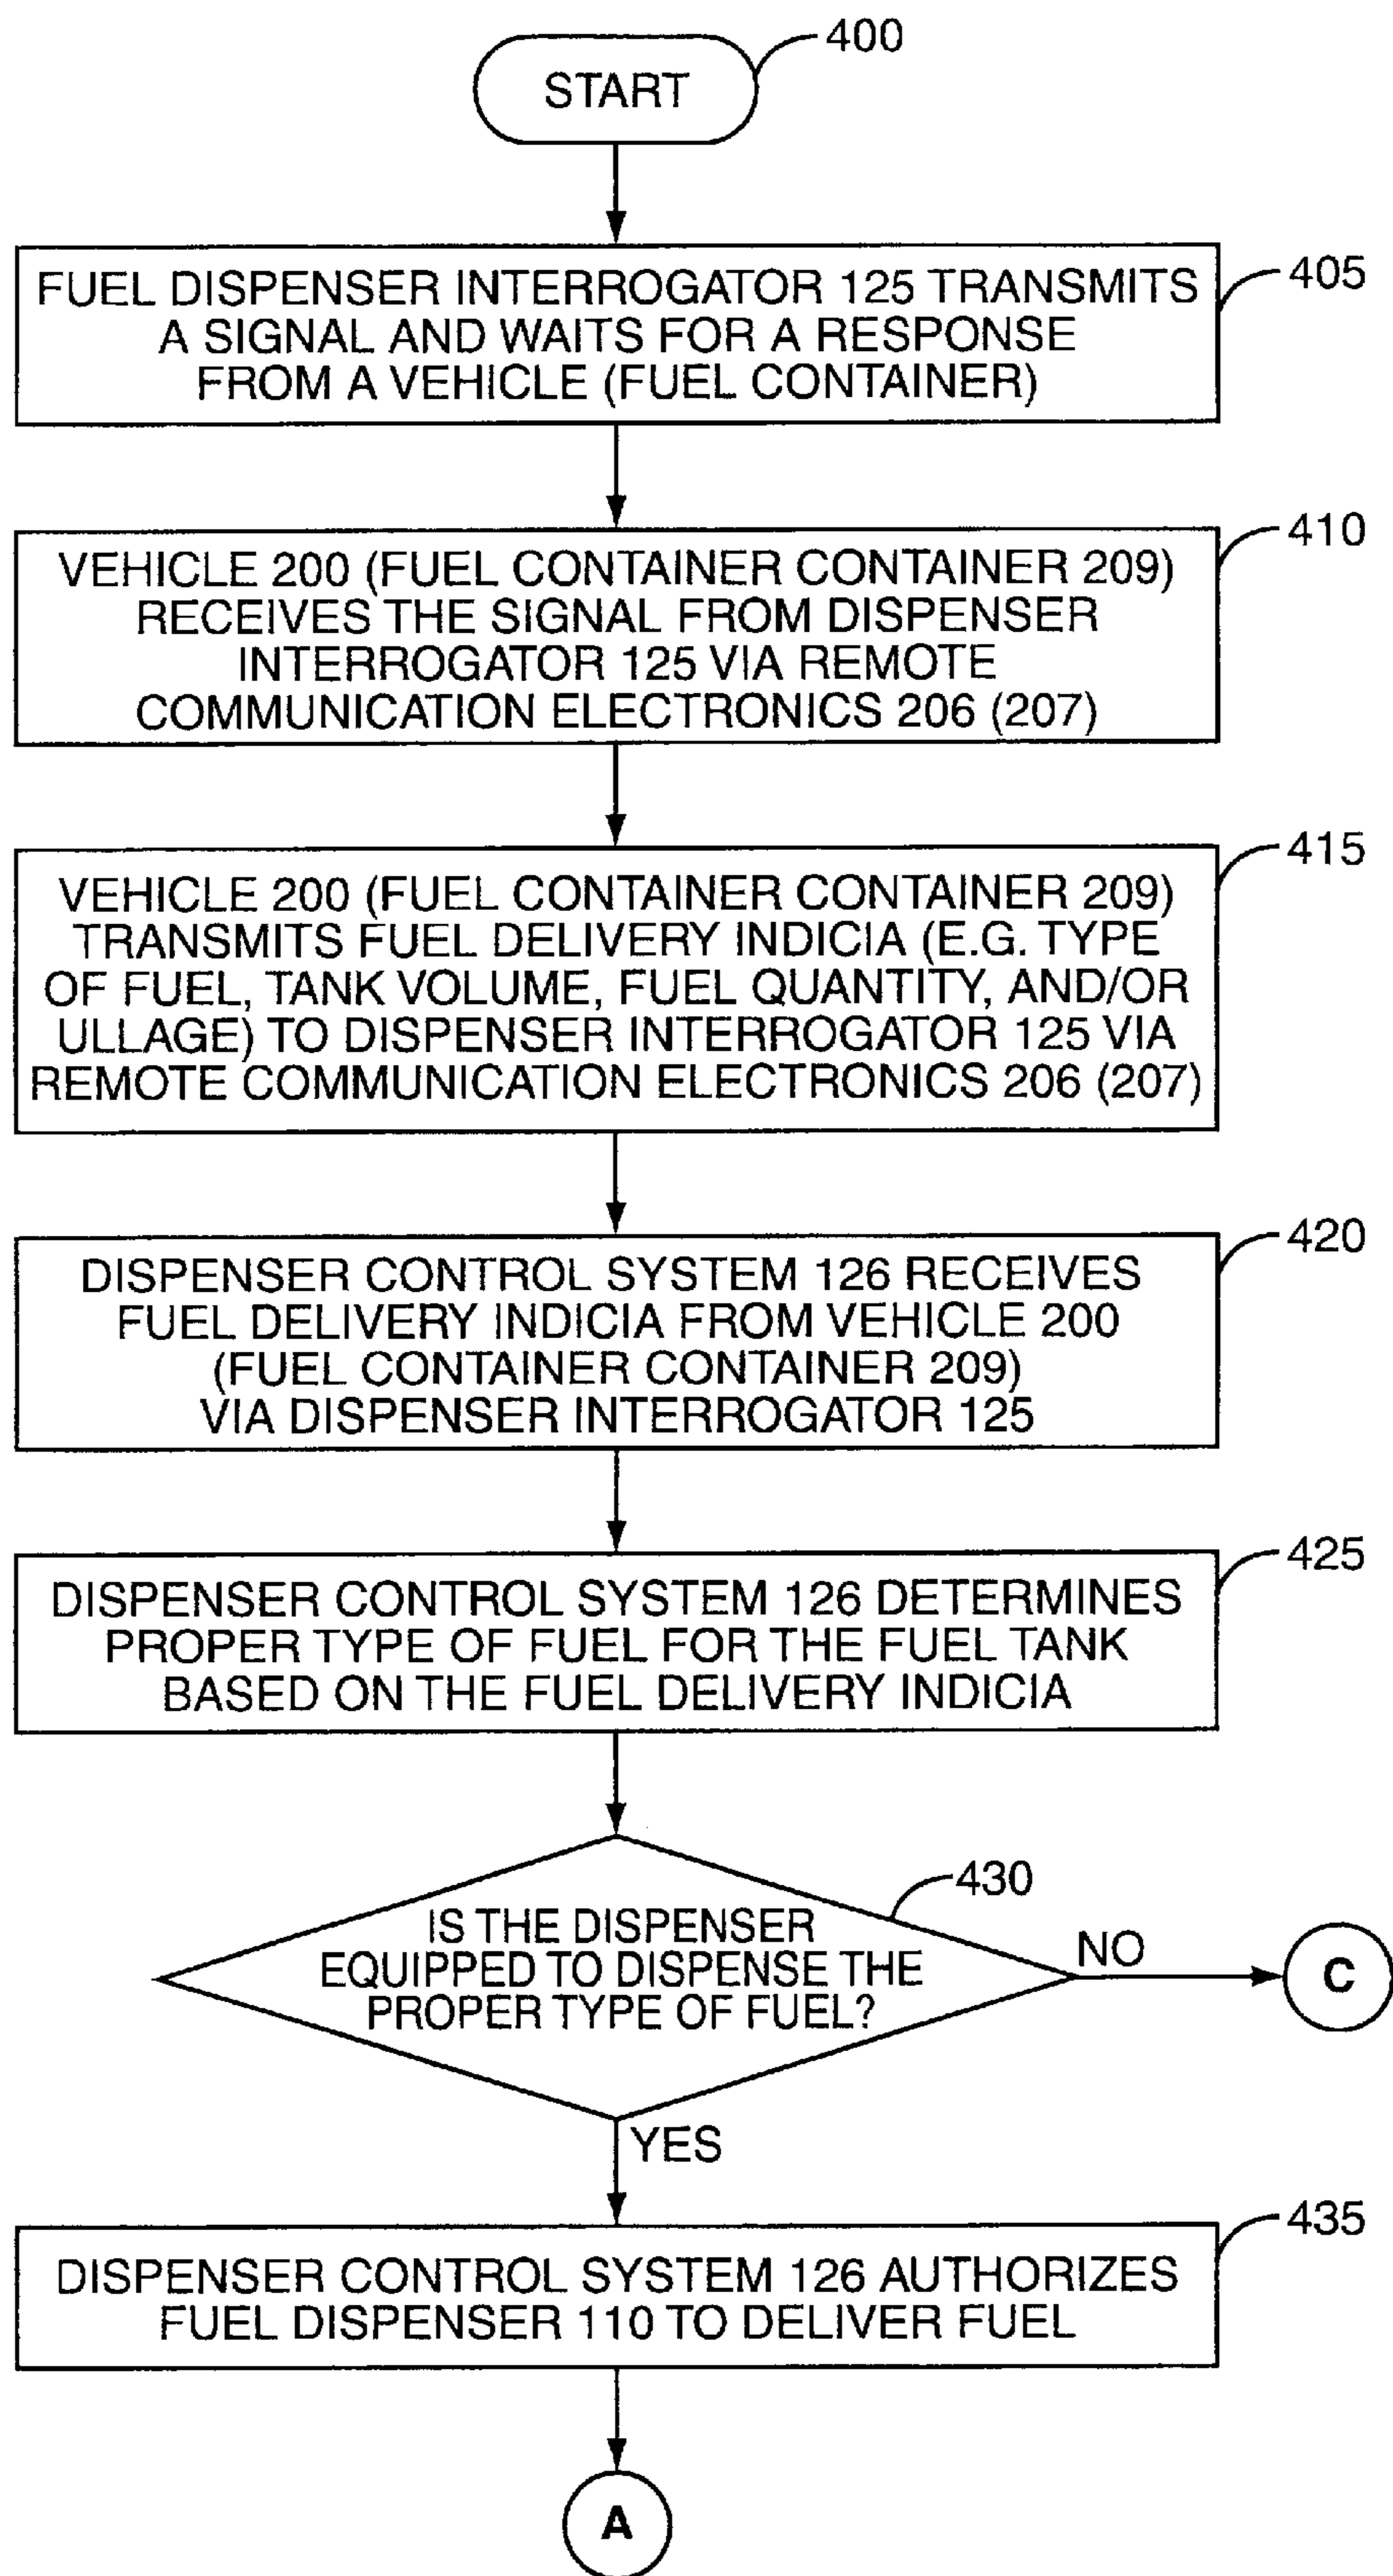 400
START
405
FUEL DISPENSER INTERROGATOR 125 TRANSMITS
A SIGNAL AND WAITS FOR A RESPONSE
FROM A VEHICLE (FUEL CONTAINER)
410
VEHICLE 200 (FUEL CONTAINER CONTAINER 209)
RECEIVES THE SIGNAL FROM DISPENSER
INTERROGATOR 125 VIA REMOTE
COMMUNICATION ELECTRONICS 206 (207)
415
VEHICLE 200 (FUEL CONTAINER CONTAINER 209)
TRANSMITS FUEL DELIVERY INDICIA (E.G. TYPE
OF FUEL, TANK VOLUME, FUEL QUANTITY, AND/OR
ULLAGE) TO DISPENSER INTERROGATOR 125 VIA
REMOTE COMMUNICATION ELECTRONICS 206 (207)
420
DISPENSER CONTROL SYSTEM 126 RECEIVES
FUEL DELIVERY INDICIA FROM VEHICLE 200
(FUEL CONTAINER CONTAINER 209)
VIA DISPENSER INTERROGATOR 125
425
DISPENSER CONTROL SYSTEM 126 DETERMINES
PROPER TYPE OF FUEL FOR THE FUEL TANK
BASED ON THE FUEL DELIVERY INDICIA
430
IS THE DISPENSER
EQUIPPED TO DISPENSE THE
PROPER TYPE OF FUEL?
NO
C
YES
435
DISPENSER CONTROL SYSTEM 126 AUTHORIZES
FUEL DISPENSER 110 TO DELIVER FUEL
A